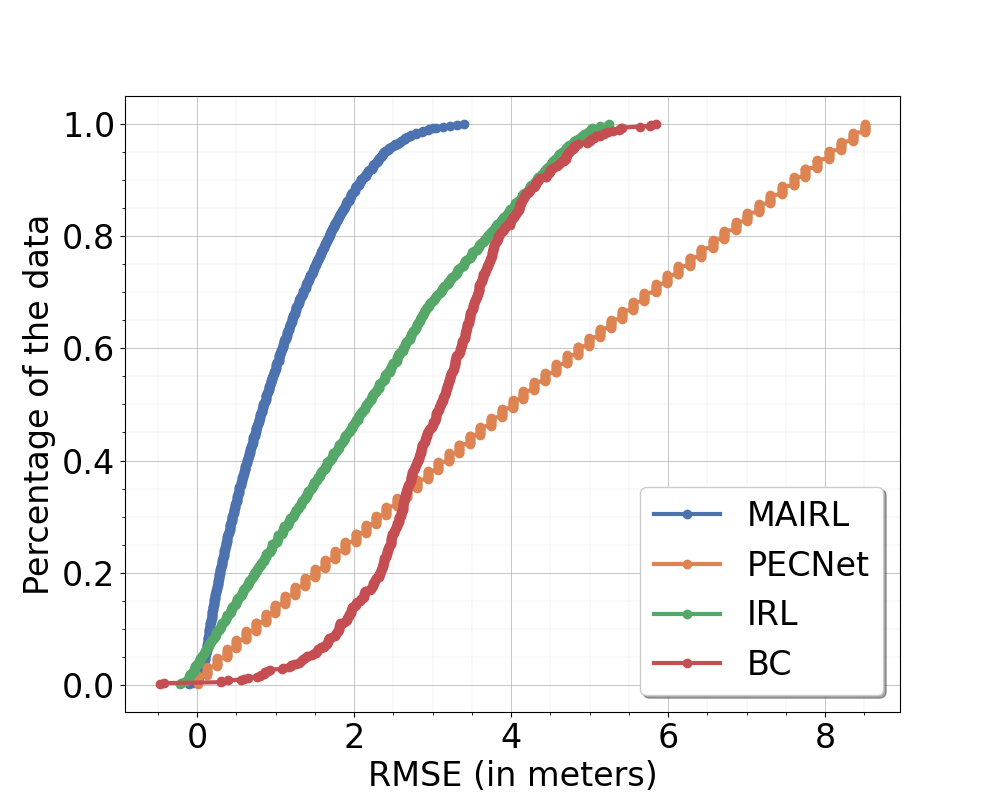 1.0
0.8
0.6
0.4
0.2
0.0
Percentage of the data
0 2 4 6 8
RMSE (in meters)
MAIRL
PECNet
IRL
BC